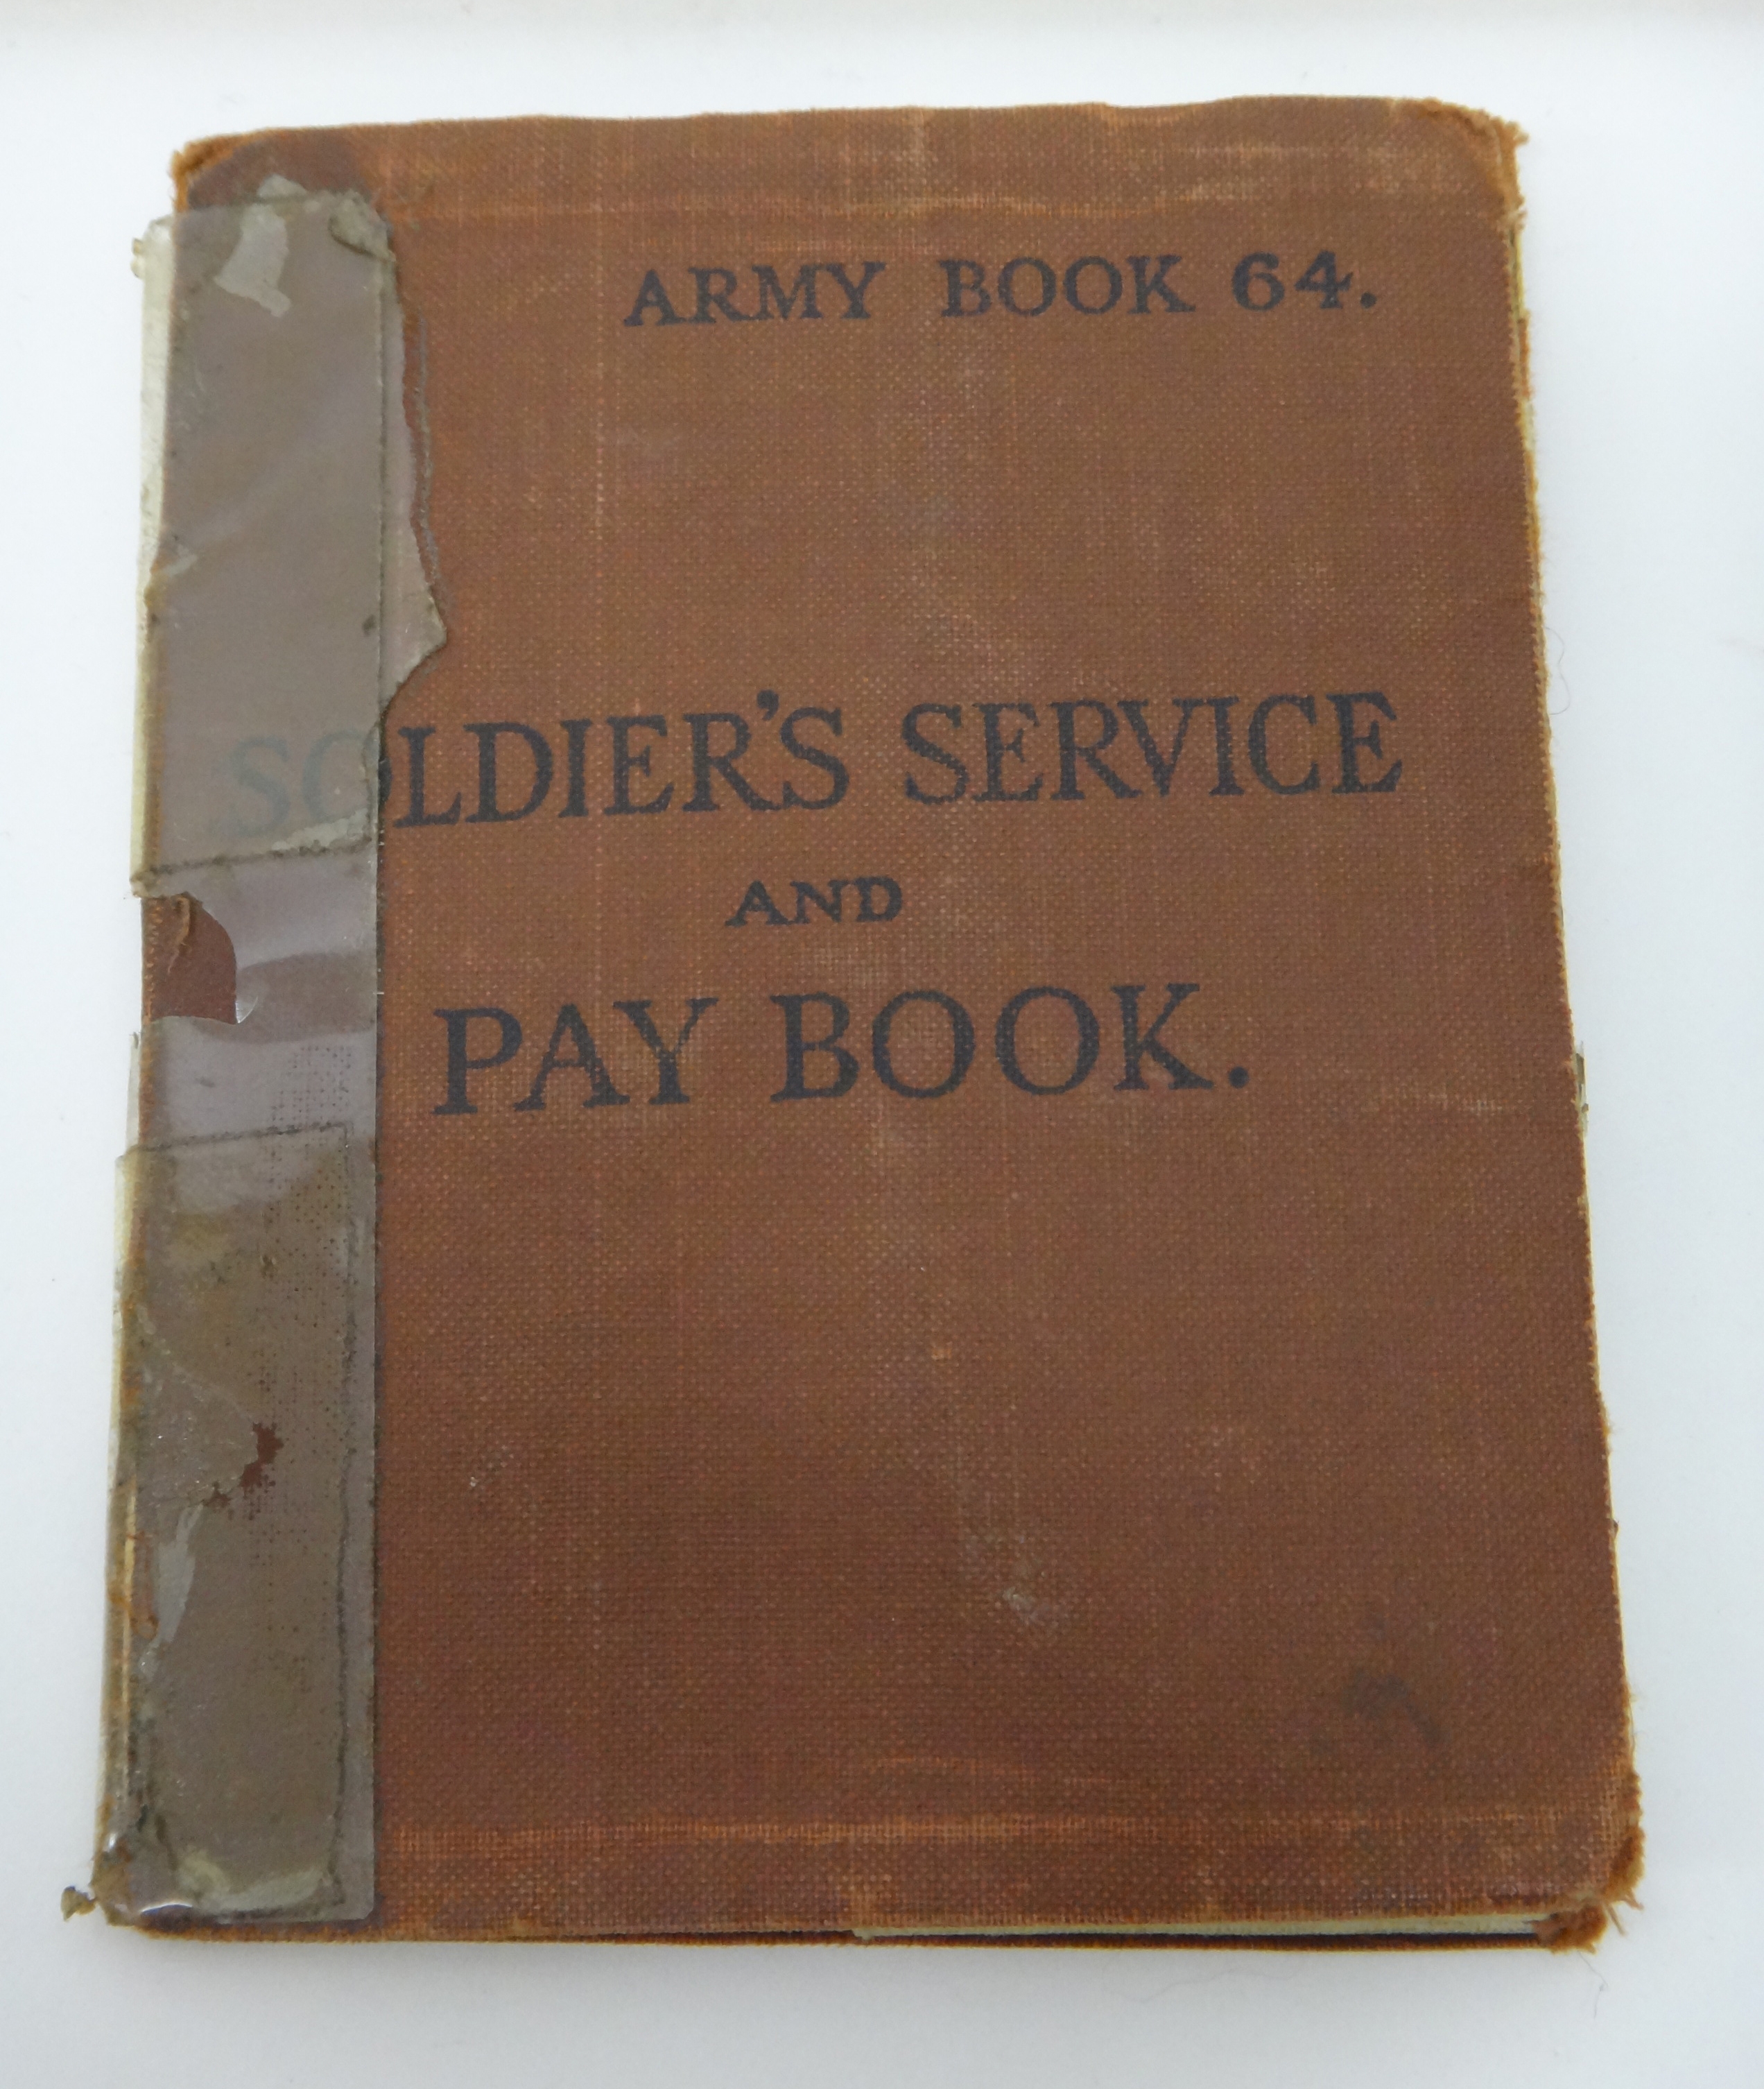 ARMY BOOK 64.
SOLDIER'S SERVICE
AND
PAY BOOK.